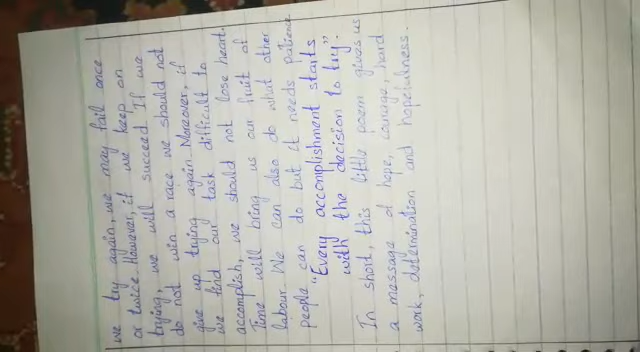 we try again, we may fail once
or twice. However, if we keep on
trying, we will succeed. If we
do not win a race we should not
give up trying again. Moreover, if
we find our task difficult to
accomplish, we should not lose heart.
Time will bring us our fruit of
labour. We can also do what other
people can do but it needs patience.
"Every accomplishment starts
with the decision to try."
In short, this little poem gives us
a message of hope, courage, hard
work, determination and hopefulness.